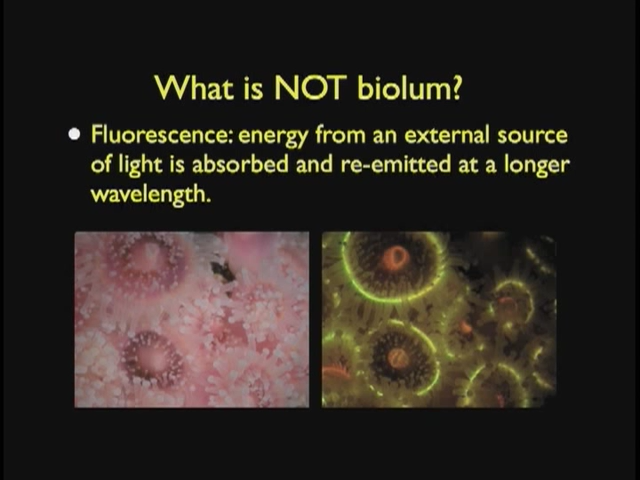 What is NOT biolum?
Fluorescence: energy from an external source
of light is absorbed and re-emitted at a longer
wavelength.